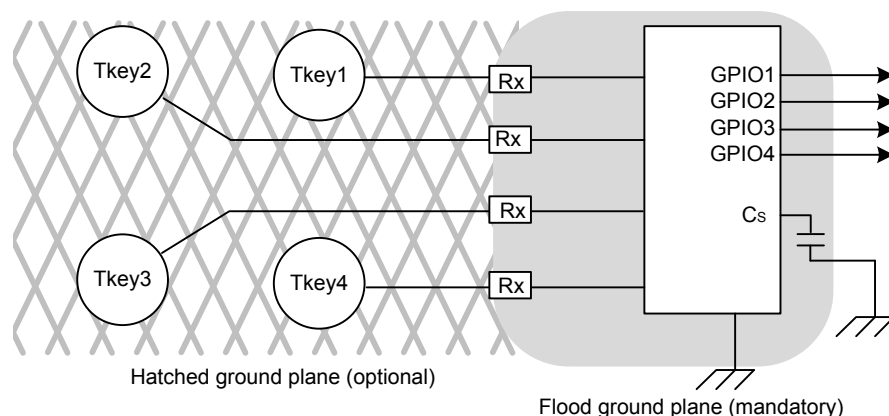 Tkey2
Tkey1
Rx
GPIO1
GPIO2
GPIO3
GPIO4
Rx
Rx
Cs
Tkey3
Tkey4
Rx
Hatched ground plane (optional)
Flood ground plane (mandatory)